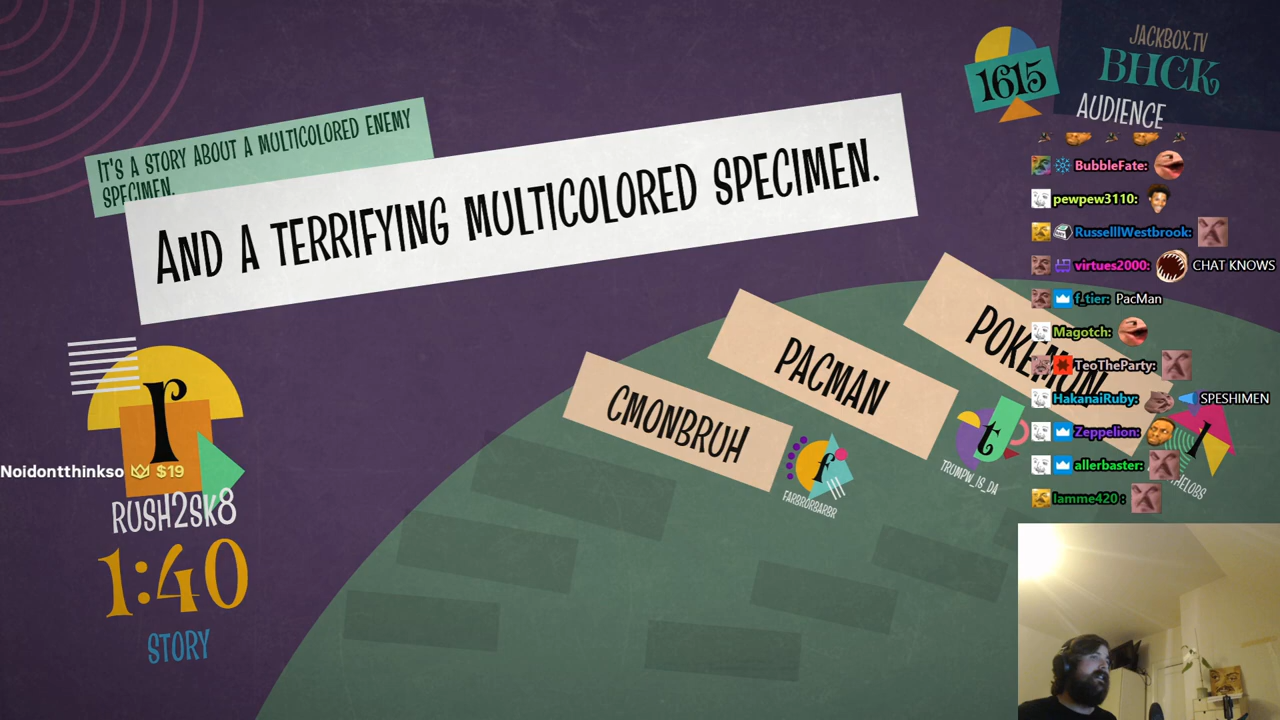 JACKBOX.TV
BHCK
1615
AUDIENCE
IT'S A STORY ABOUT A MULTICOLORED ENEMY
SPECIMEN.
AND A TERRIFYING MULTICOLORED SPECIMEN.
BubbleFate:
pewpew3110:
RusselllWestbrook:
virtues2000: CHAT KNOWS
f_tier: PacMan
Magotch:
TeoTheParty:
HakanaiRuby: SPESHIMEN
Zeppelion:
allerbaster:
lamme420 :
POKEMON
PACMAN
CMONBRUH
l
t
TRUMPW_IS_DA
f
FARBRORBARBR
r
Noidontthinkso $19
RUSH2SK8
1:40
STORY